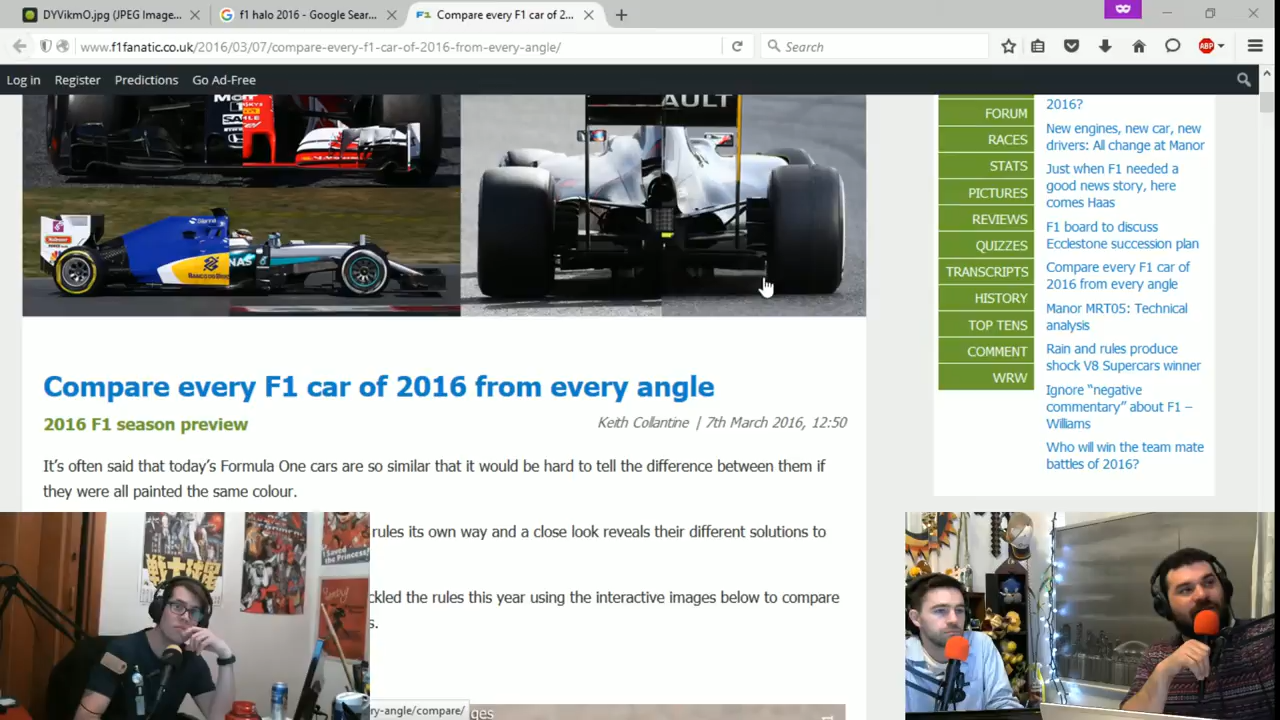 DYVikmO.jpg (JPEG Image...
f1 halo 2016 - Google Sear...
F1 Compare every F1 car of 2...
www.f1fanatic.co.uk/2016/03/07/compare-every-f1-car-of-2016-from-every-angle/
Search
ABP
Log in Register Predictions Go Ad-Free
AULT
NAS
BANCO DO BRASIL
FORUM
RACES
STATS
PICTURES
REVIEWS
QUIZZES
TRANSCRIPTS
HISTORY
TOP TENS
COMMENT
WRW
2016?
New engines, new car, new
drivers: All change at Manor
Just when F1 needed a
good news story, here
comes Haas
F1 board to discuss
Ecclestone succession plan
Compare every F1 car of
2016 from every angle
Manor MRT05: Technical
analysis
Rain and rules produce
shock V8 Supercars winner
Ignore “negative
commentary” about F1 –
Williams
Who will win the team mate
battles of 2016?
Compare every F1 car of 2016 from every angle
2016 F1 season preview
Keith Collantine | 7th March 2016, 12:50
It’s often said that today’s Formula One cars are so similar that it would be hard to tell the difference between them if
they were all painted the same colour.
rules its own way and a close look reveals their different solutions to
ckled the rules this year using the interactive images below to compare
s.
ry-angle/compare/
ges
I Saved
the Princess!